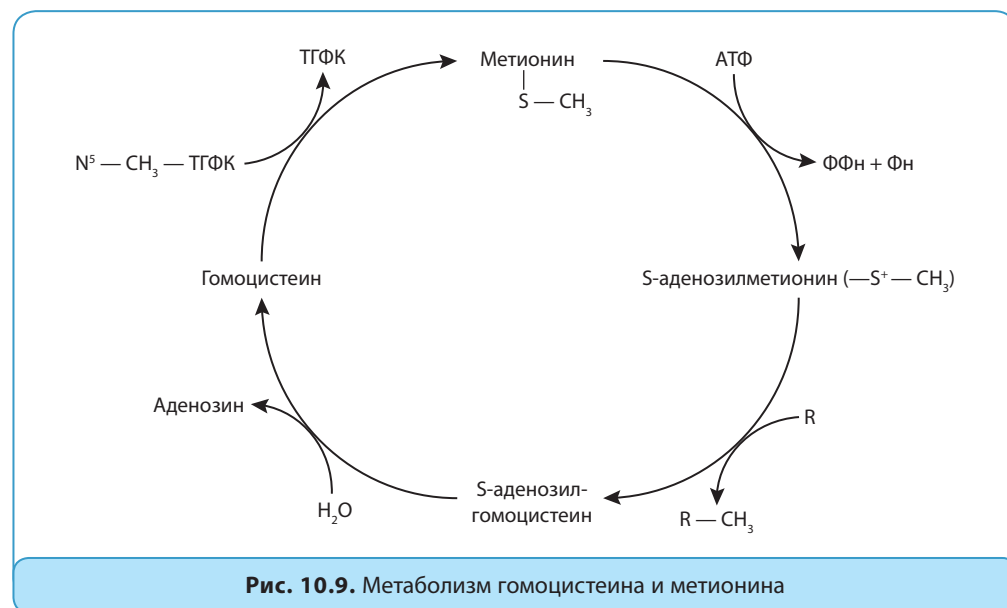 ТГФК
Метионин
АТФ
S — CH₃
N⁵ — CH₃ — ТГФК
ФФн + Фн
Гомоцистеин
S-аденозилметионин (—S⁺ — CH₃)
Аденозин
R
S-аденозил-
гомоцистеин
H₂O
R — CH₃
Рис. 10.9. Метаболизм гомоцистеина и метионина